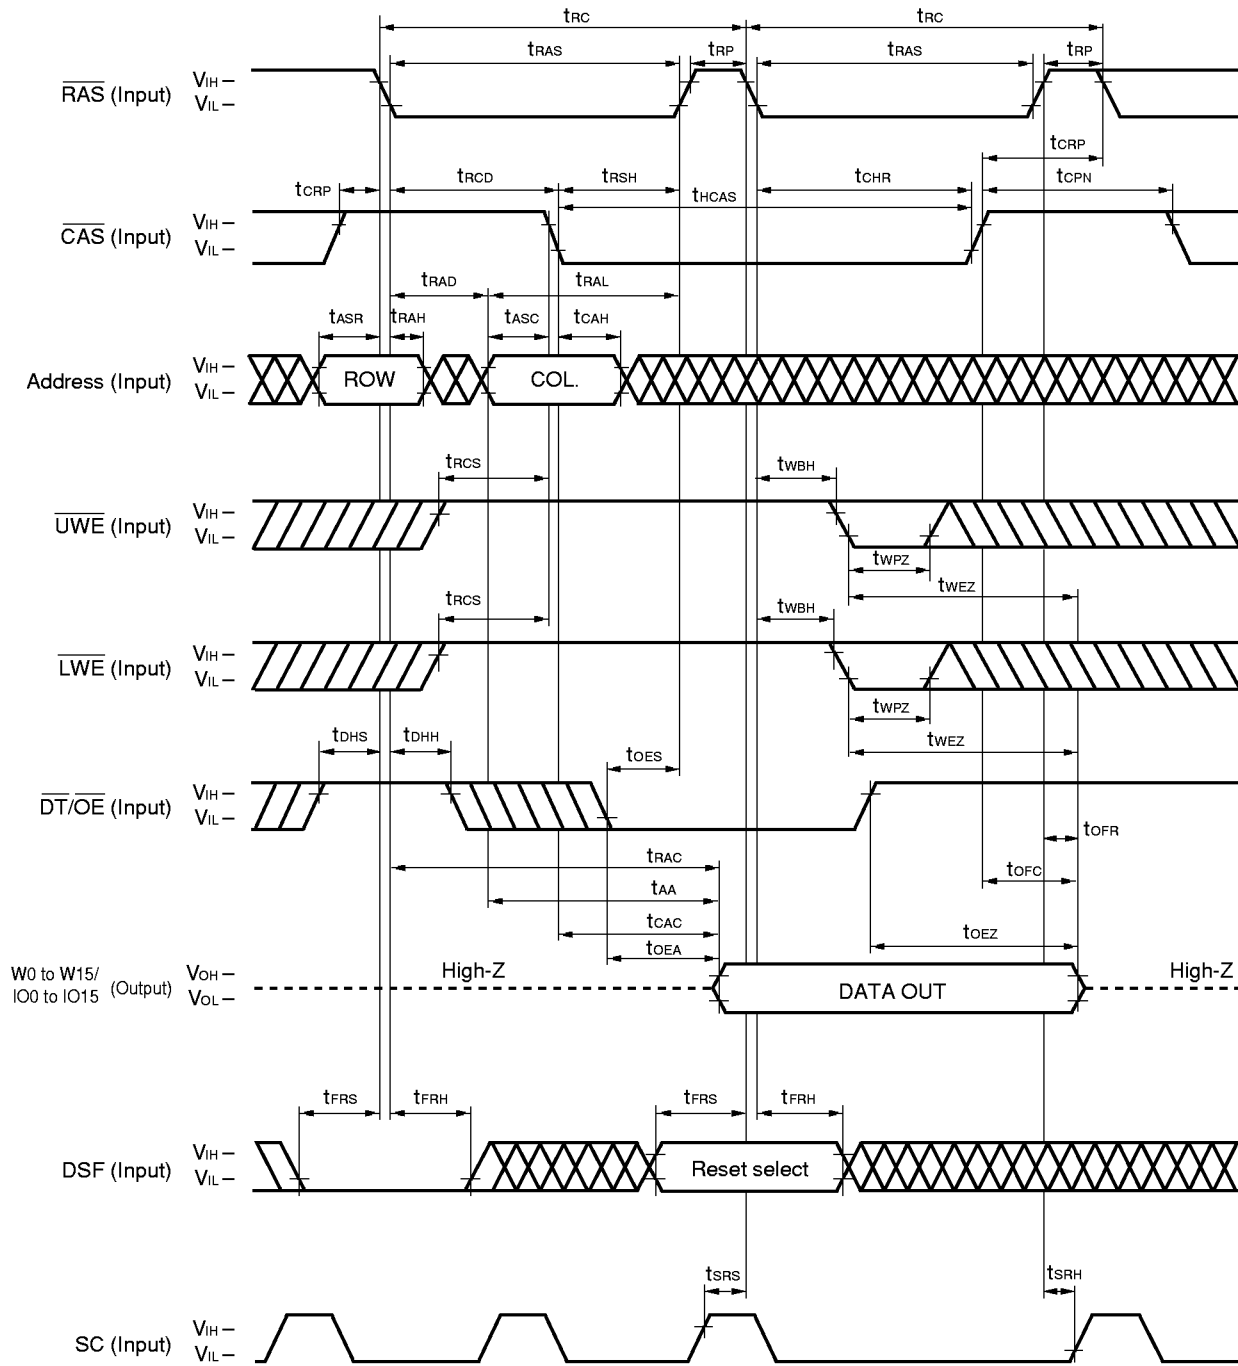 tRC tRC
tRAS tRP tRAS tRP
RAS (Input) VIH
VIL
tCRP
tCRP tRCD tRSH tHCAS tCHR tCPN
CAS (Input) VIH
VIL
tRAD tRAL
tASR tRAH tASC tCAH
Address (Input) VIH
VIL
ROW COL.
tRCS tWBH
UWE (Input) VIH
VIL
tWPZ
tWEZ
tRCS tWBH
LWE (Input) VIH
VIL
tWPZ
tWEZ
tDHS tDHH tOES
DT/OE (Input) VIH
VIL
tOFR
tRAC
tOFC
tAA
tCAC
tOEZ
tOEA
W0 to W15/
IO0 to IO15 (Output) VOH
VOL
High-Z DATA OUT High-Z
tFRS tFRH tFRS tFRH
DSF (Input) VIH
VIL
Reset select
tSRS tSRH
SC (Input) VIH
VIL